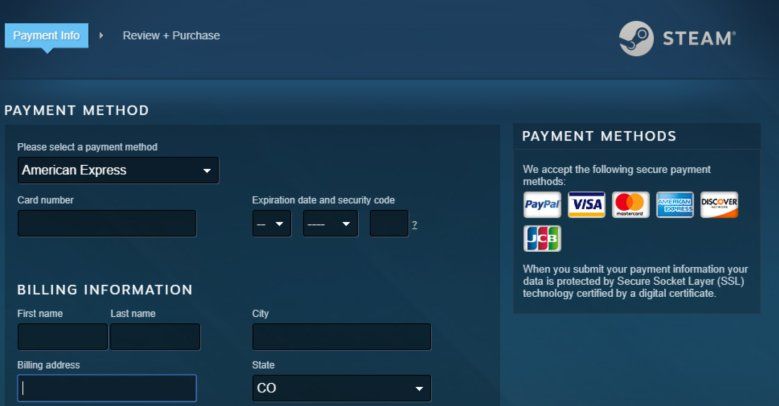 Payment Info
Review + Purchase
STEAM®
PAYMENT METHOD
Please select a payment method
American Express
Card number
Expiration date and security code
--
----
?
BILLING INFORMATION
First name
Last name
City
Billing address
State
CO
PAYMENT METHODS
We accept the following secure payment
methods:
PayPal
VISA
mastercard
AMERICAN
EXPRESS
DISCOVER
NETWORK
JCB
When you submit your payment information your
data is protected by Secure Socket Layer (SSL)
technology certified by a digital certificate.